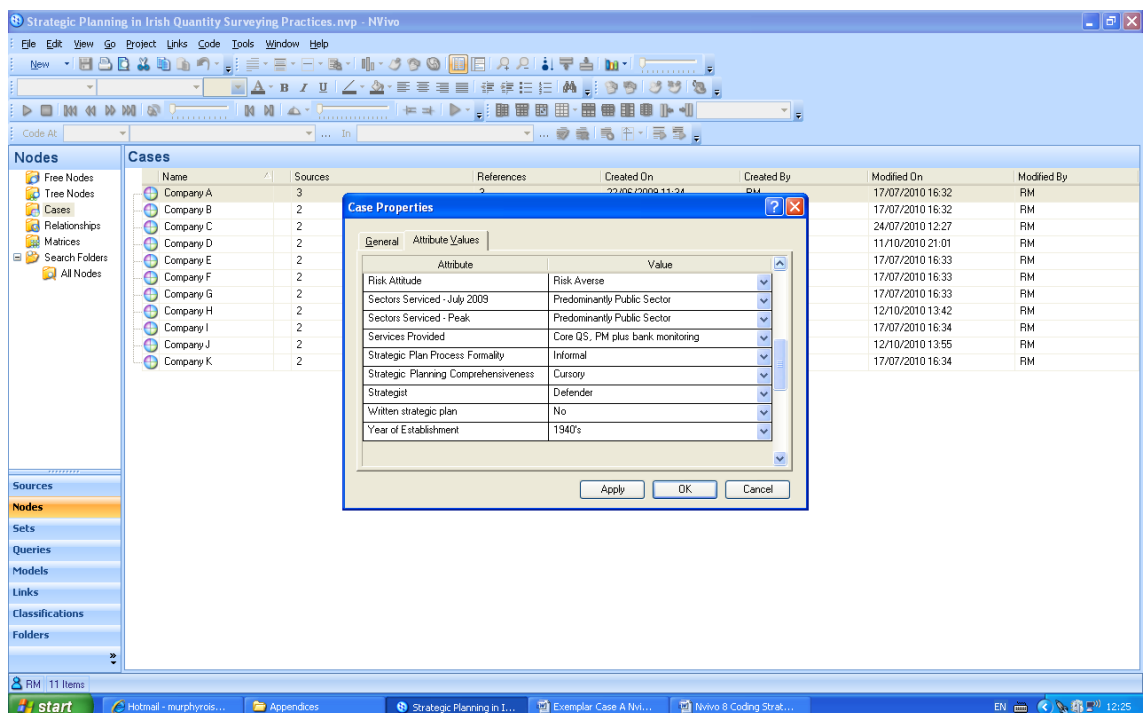 Strategic Planning in Irish Quantity Surveying Practices.nvp - NVivo
File Edit View Go Project Links Code Tools Window Help
New
A B I U
Code At ... In ...
Nodes
Free Nodes
Tree Nodes
Cases
Relationships
Matrices
Search Folders
All Nodes
Sources
Nodes
Sets
Queries
Models
Links
Classifications
Folders
Cases
Name Sources References Created On Created By Modified On Modified By
Company A 3 3 22/06/2009 11:34 RM 17/07/2010 16:32 RM
Company B 2 17/07/2010 16:32 RM
Company C 2 24/07/2010 12:27 RM
Company D 2 11/10/2010 21:01 RM
Company E 2 17/07/2010 16:33 RM
Company F 2 17/07/2010 16:33 RM
Company G 2 17/07/2010 16:33 RM
Company H 2 12/10/2010 13:42 RM
Company I 2 17/07/2010 16:34 RM
Company J 2 12/10/2010 13:55 RM
Company K 2 17/07/2010 16:34 RM
Case Properties
General Attribute Values
Attribute Value
Risk Attitude Risk Averse
Sectors Serviced - July 2009 Predominantly Public Sector
Sectors Serviced - Peak Predominantly Public Sector
Services Provided Core QS, PM plus bank monitoring
Strategic Plan Process Formality Informal
Strategic Planning Comprehensiveness Cursory
Strategist Defender
Written strategic plan No
Year of Establishment 1940's
Apply OK Cancel
RM 11 Items
start Hotmail - murphyrois... Appendices Strategic Planning in I... Exemplar Case A Nvi... Nvivo 8 Coding Strat... EN 12:25